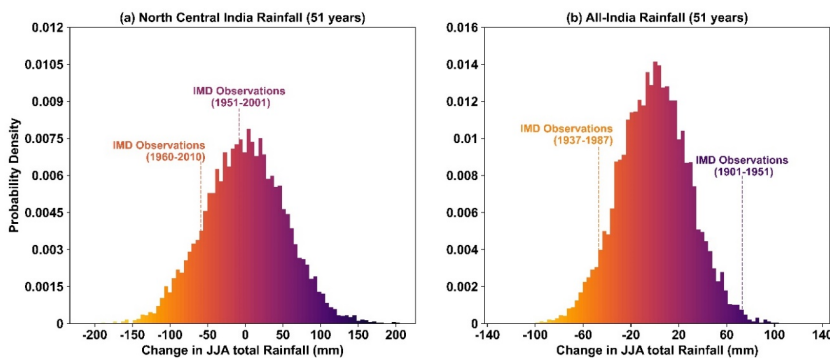 (a) North Central India Rainfall (51 years)
Probability Density
0.012
0.0105
0.009
0.0075
0.006
0.0045
0.003
0.0015
0
IMD Observations
(1951-2001)
IMD Observations
(1960-2010)
-200 -150 -100 -50 0 50 100 150 200
Change in JJA total Rainfall (mm)
(b) All-India Rainfall (51 years)
0.016
0.014
0.012
0.01
0.008
0.006
0.004
0.002
0
IMD Observations
(1937-1987)
IMD Observations
(1901-1951)
-140 -100 -60 -20 20 60 100 140
Change in JJA total Rainfall (mm)